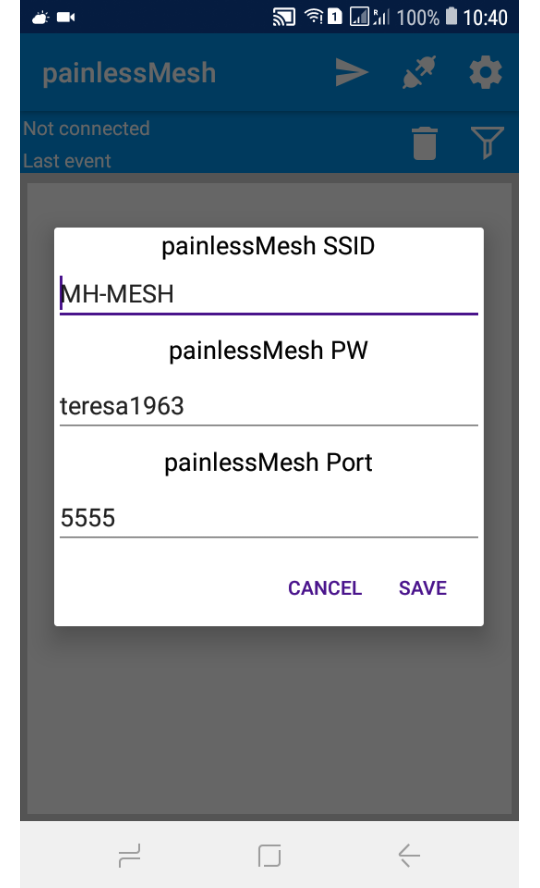 1 R 100% 10:40
painlessMesh
Not connected
Last event
painlessMesh SSID
MH-MESH
painlessMesh PW
teresa1963
painlessMesh Port
5555
CANCEL SAVE